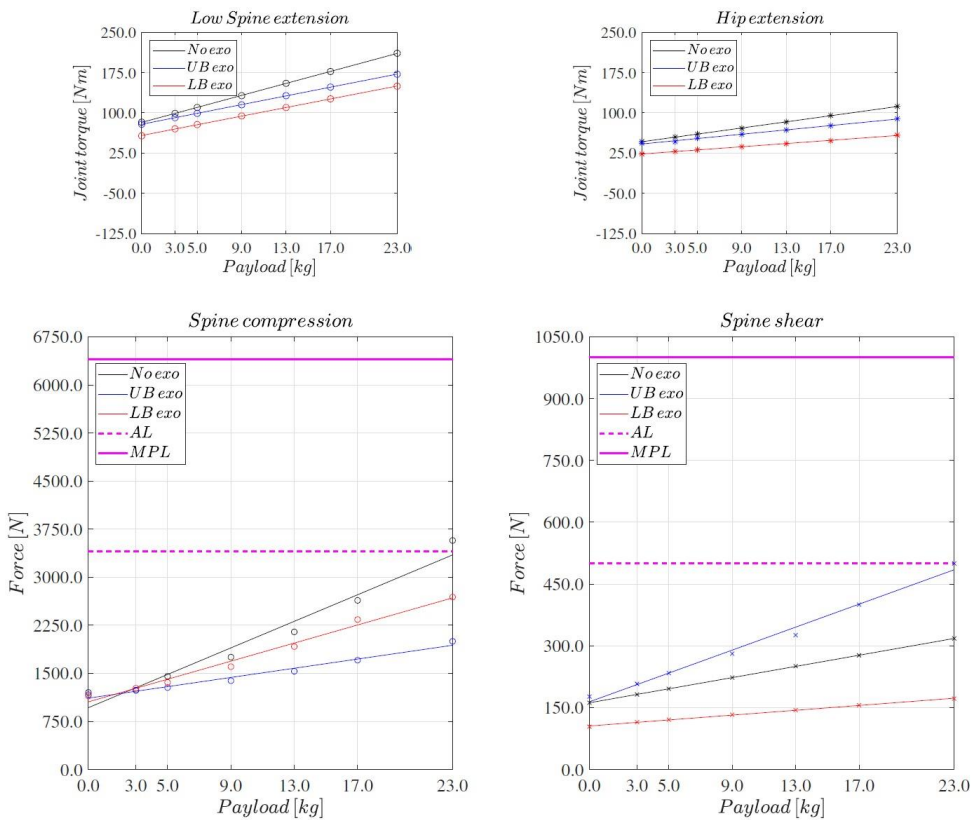 Low Spine extension
250.0
175.0
100.0
25.0
-50.0
-125.0
Joint torque [Nm]
No exo
UB exo
LB exo
0.0 3.0 5.0 9.0 13.0 17.0 23.0
Payload [kg]
Hip extension
250.0
175.0
100.0
25.0
-50.0
-125.0
Joint torque [Nm]
No exo
UB exo
LB exo
0.0 3.0 5.0 9.0 13.0 17.0 23.0
Payload [kg]
Spine compression
6750.0
6000.0
5250.0
4500.0
3750.0
3000.0
2250.0
1500.0
750.0
0.0
Force [N]
No exo
UB exo
LB exo
AL
MPL
0.0 3.0 5.0 9.0 13.0 17.0 23.0
Payload [kg]
Spine shear
1050.0
900.0
750.0
600.0
450.0
300.0
150.0
0.0
Force [N]
No exo
UB exo
LB exo
AL
MPL
0.0 3.0 5.0 9.0 13.0 17.0 23.0
Payload [kg]